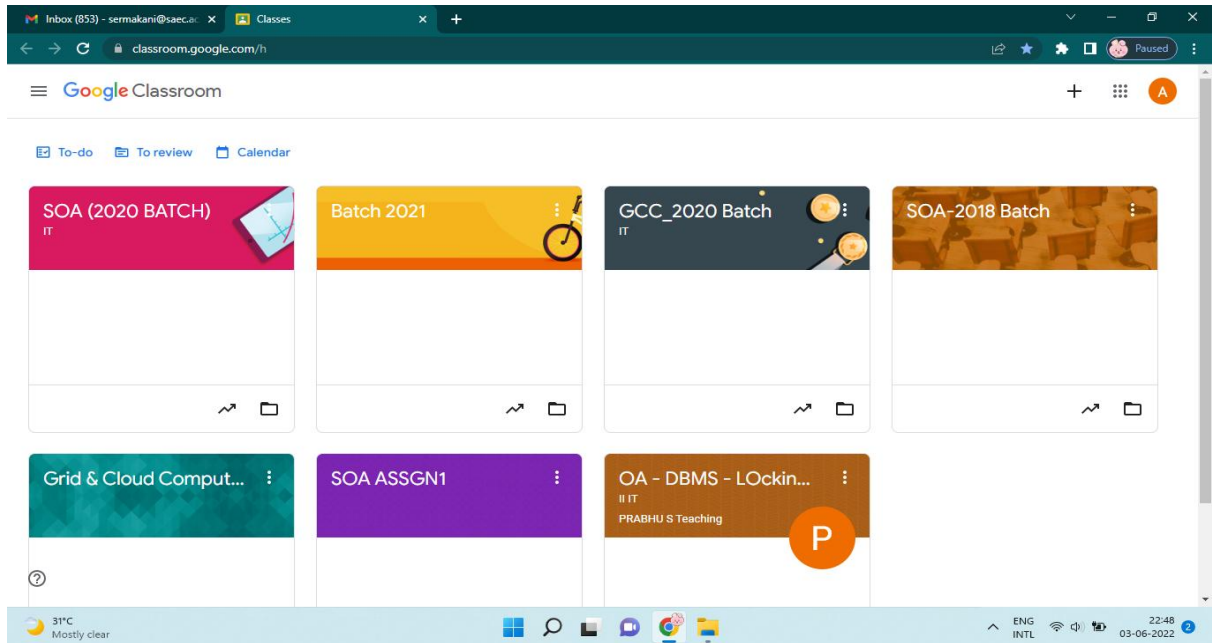 Inbox (853) - sermakani@saec.ac
Classes
classroom.google.com/h
Paused
Google Classroom
A
To-do
To review
Calendar
SOA (2020 BATCH)
IT
Batch 2021
GCC_2020 Batch
IT
SOA-2018 Batch
Grid & Cloud Comput...
SOA ASSGN1
OA - DBMS - LOckin...
II IT
PRABHU S Teaching
P
31°C
Mostly clear
ENG
INTL
22:48
03-06-2022
2